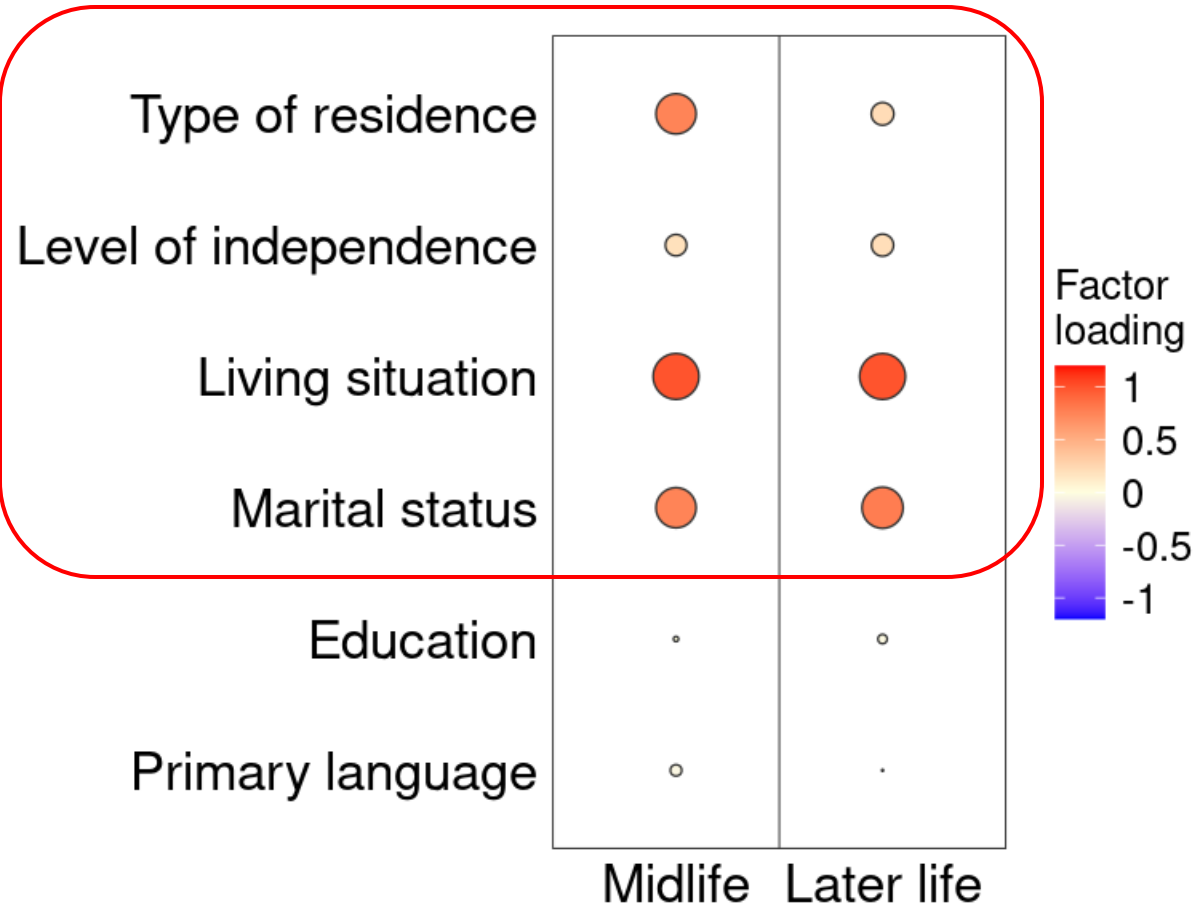 Type of residence
Level of independence
Living situation
Marital status
Education
Primary language
Midlife
Later life
Factor
loading
1
0.5
0
-0.5
-1